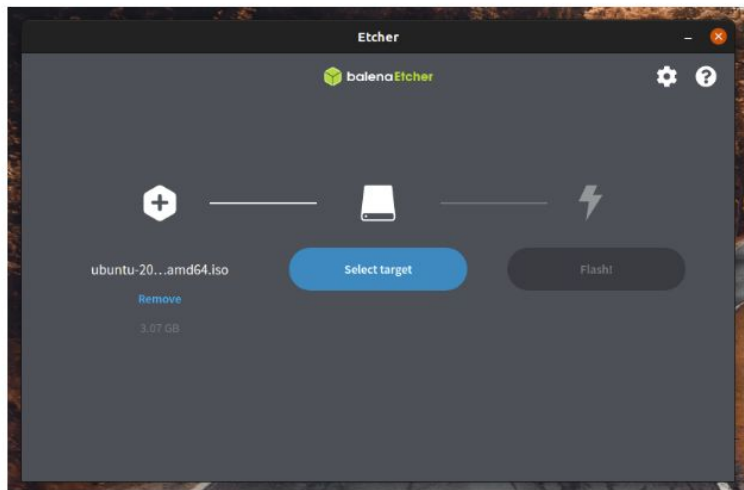 Etcher
balenaEtcher
ubuntu-20...amd64.iso
Select target
Flash!
Remove
3.07 GB